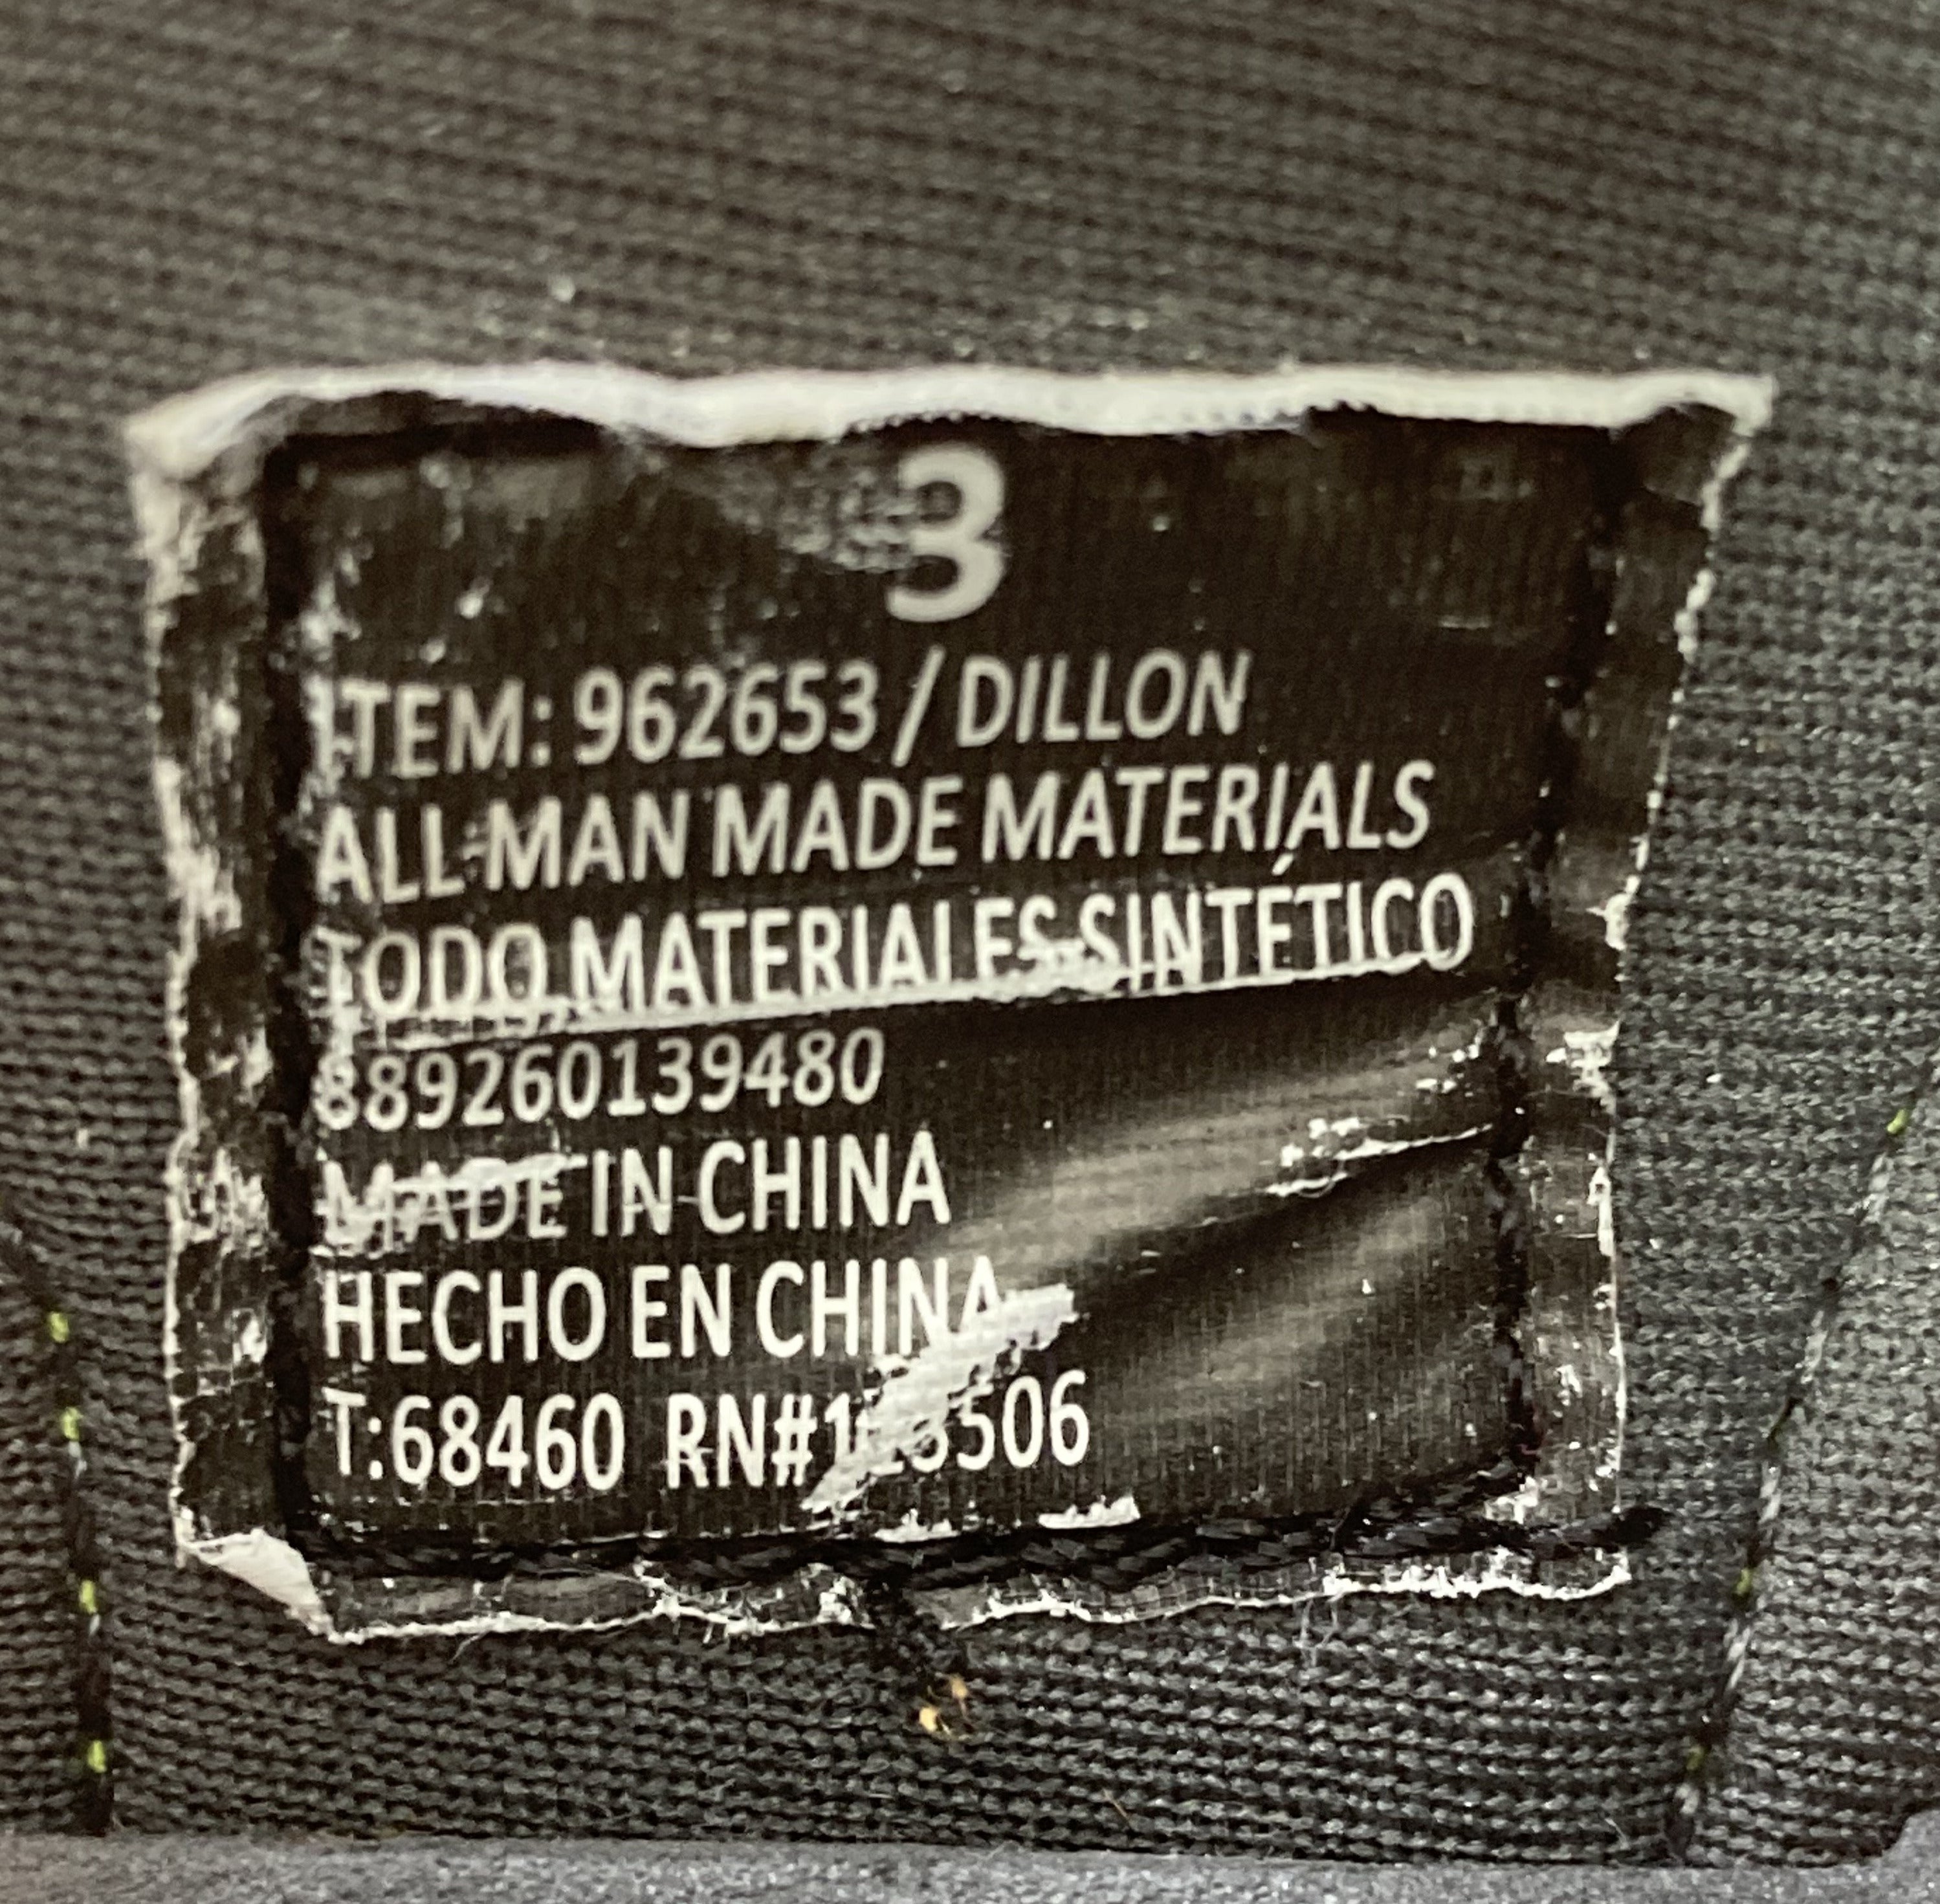 3
ITEM: 962653 / DILLON
ALL MAN MADE MATERIALS
TODO MATERIALES SINTÉTICO
889260139480
MADE IN CHINA
HECHO EN CHINA
T:68460